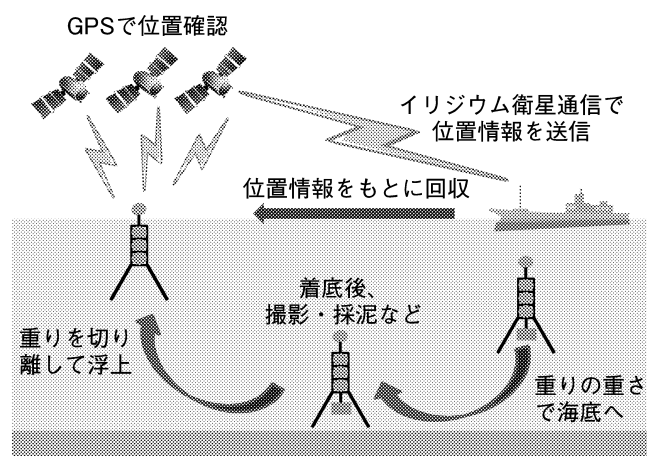 GPSで位置確認
イリジウム衛星通信で
位置情報を送信
位置情報をもとに回収
着底後、
撮影・採泥など
重りを切り
離して浮上
重りの重さ
で海底へ